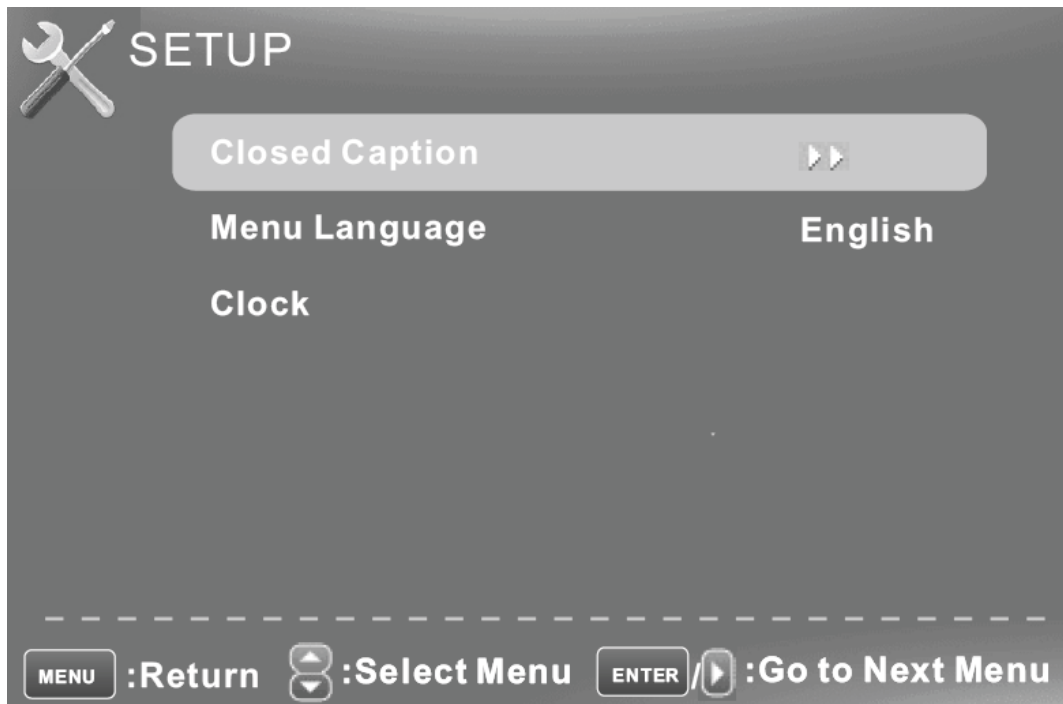 SETUP
Closed Caption
Menu Language English
Clock
MENU :Return :Select Menu ENTER / :Go to Next Menu